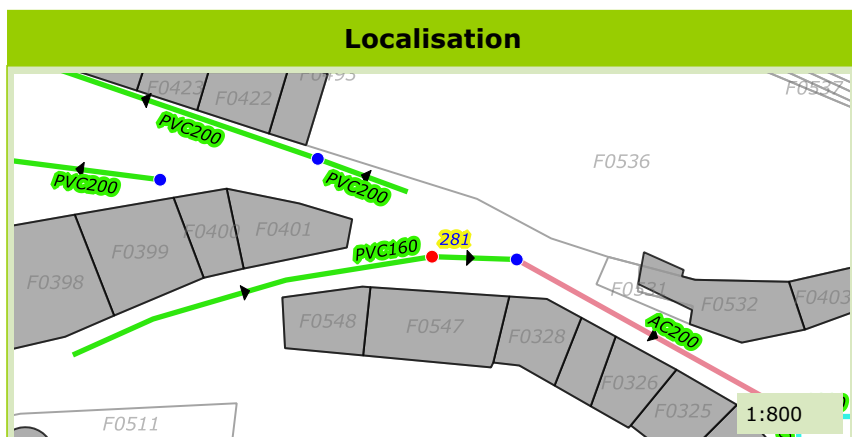 Localisation
F0423
F0422
F0493
F0537
PVC200
F0536
PVC200
PVC200
F0400
F0401
281
F0399
PVC160
F0398
F0531
F0532
F0403
F0548
F0547
F0328
AC200
F0326
F0325
1:800
F0511